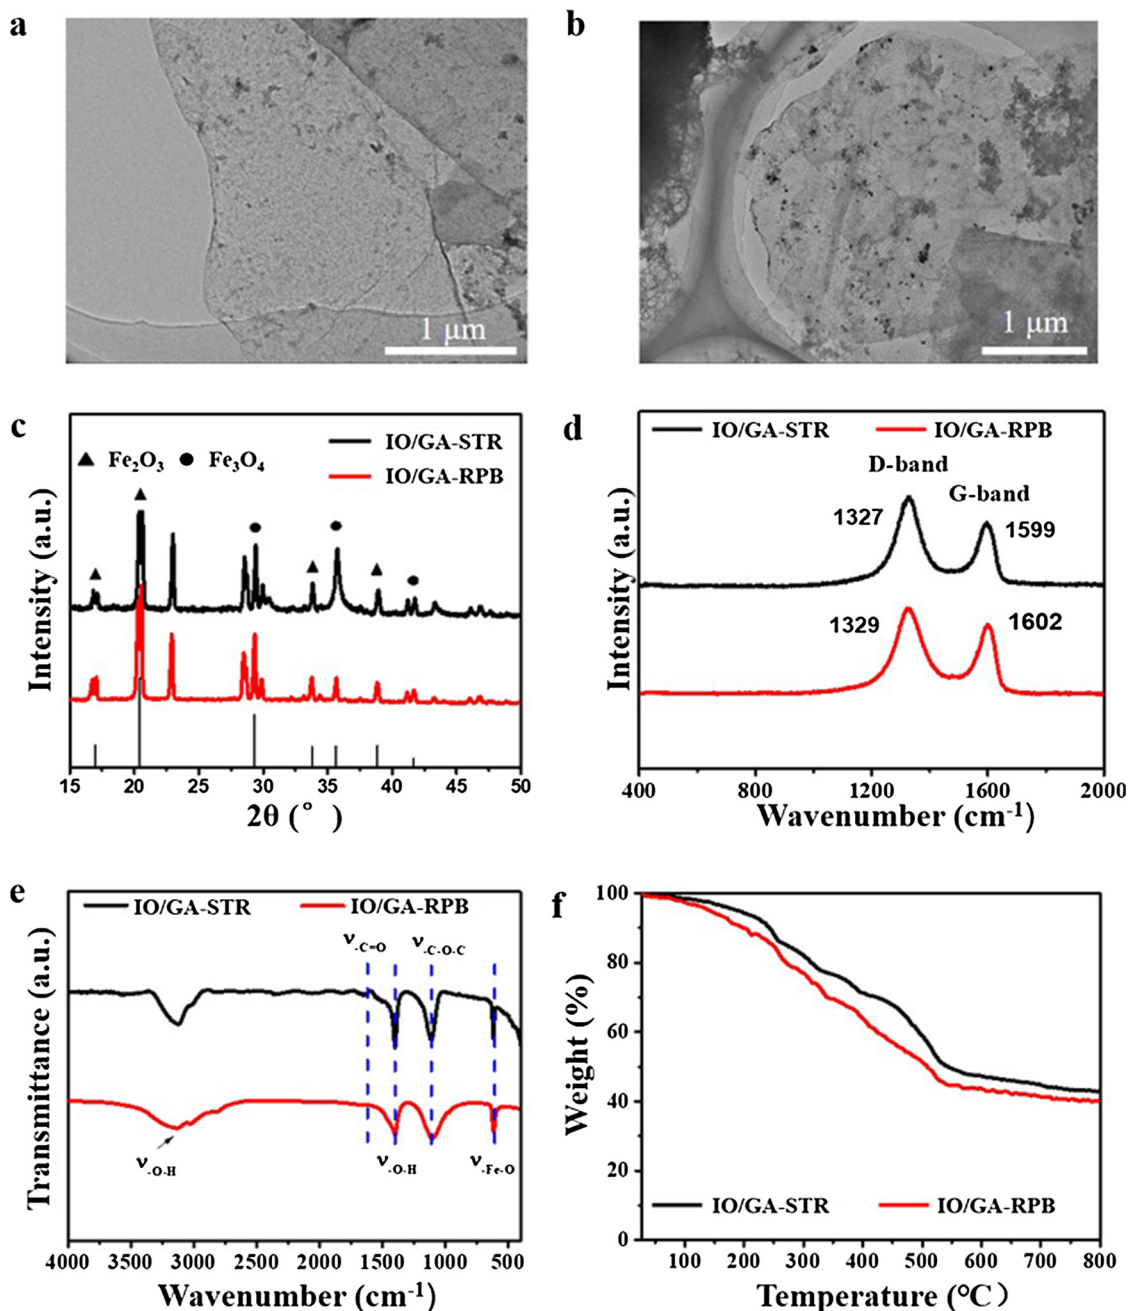 a
b
1 μm
1 μm
c
IO/GA-STR
Fe₂O₃
Fe₃O₄
IO/GA-RPB
Intensity (a.u.)
15 20 25 30 35 40 45 50
2θ ( ° )
d
IO/GA-STR
IO/GA-RPB
D-band
G-band
1327
1599
1329
1602
Intensity (a.u.)
400 800 1200 1600 2000
Wavenumber (cm⁻¹)
e
IO/GA-STR
IO/GA-RPB
ν-C=O
ν-C-O-C
ν-O-H
ν-O-H
ν-Fe-O
Transmittance (a.u.)
4000 3500 3000 2500 2000 1500 1000 500
Wavenumber (cm⁻¹)
f
100
80
60
40
20
0
Weight (%)
IO/GA-STR
IO/GA-RPB
100 200 300 400 500 600 700 800
Temperature (°C)